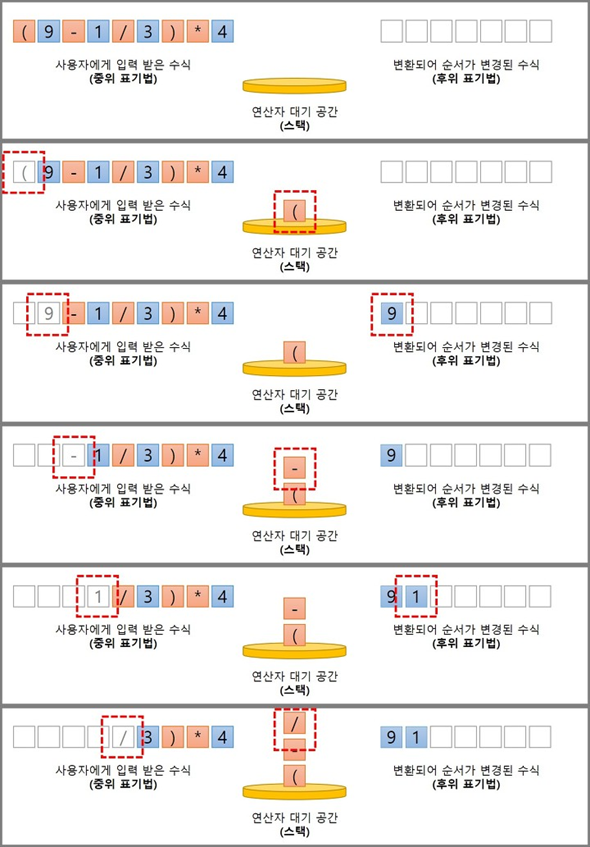 ( 9 - 1 / 3 ) * 4
사용자에게 입력 받은 수식
(중위 표기법)
연산자 대기 공간
(스택)
변환되어 순서가 변경된 수식
(후위 표기법)
( 9 - 1 / 3 ) * 4
사용자에게 입력 받은 수식
(중위 표기법)
(
연산자 대기 공간
(스택)
변환되어 순서가 변경된 수식
(후위 표기법)
9 - 1 / 3 ) * 4
사용자에게 입력 받은 수식
(중위 표기법)
(
연산자 대기 공간
(스택)
9
변환되어 순서가 변경된 수식
(후위 표기법)
- 1 / 3 ) * 4
사용자에게 입력 받은 수식
(중위 표기법)
-
(
연산자 대기 공간
(스택)
9
변환되어 순서가 변경된 수식
(후위 표기법)
1 / 3 ) * 4
사용자에게 입력 받은 수식
(중위 표기법)
-
(
연산자 대기 공간
(스택)
9 1
변환되어 순서가 변경된 수식
(후위 표기법)
/ 3 ) * 4
사용자에게 입력 받은 수식
(중위 표기법)
/
-
(
연산자 대기 공간
(스택)
9 1
변환되어 순서가 변경된 수식
(후위 표기법)